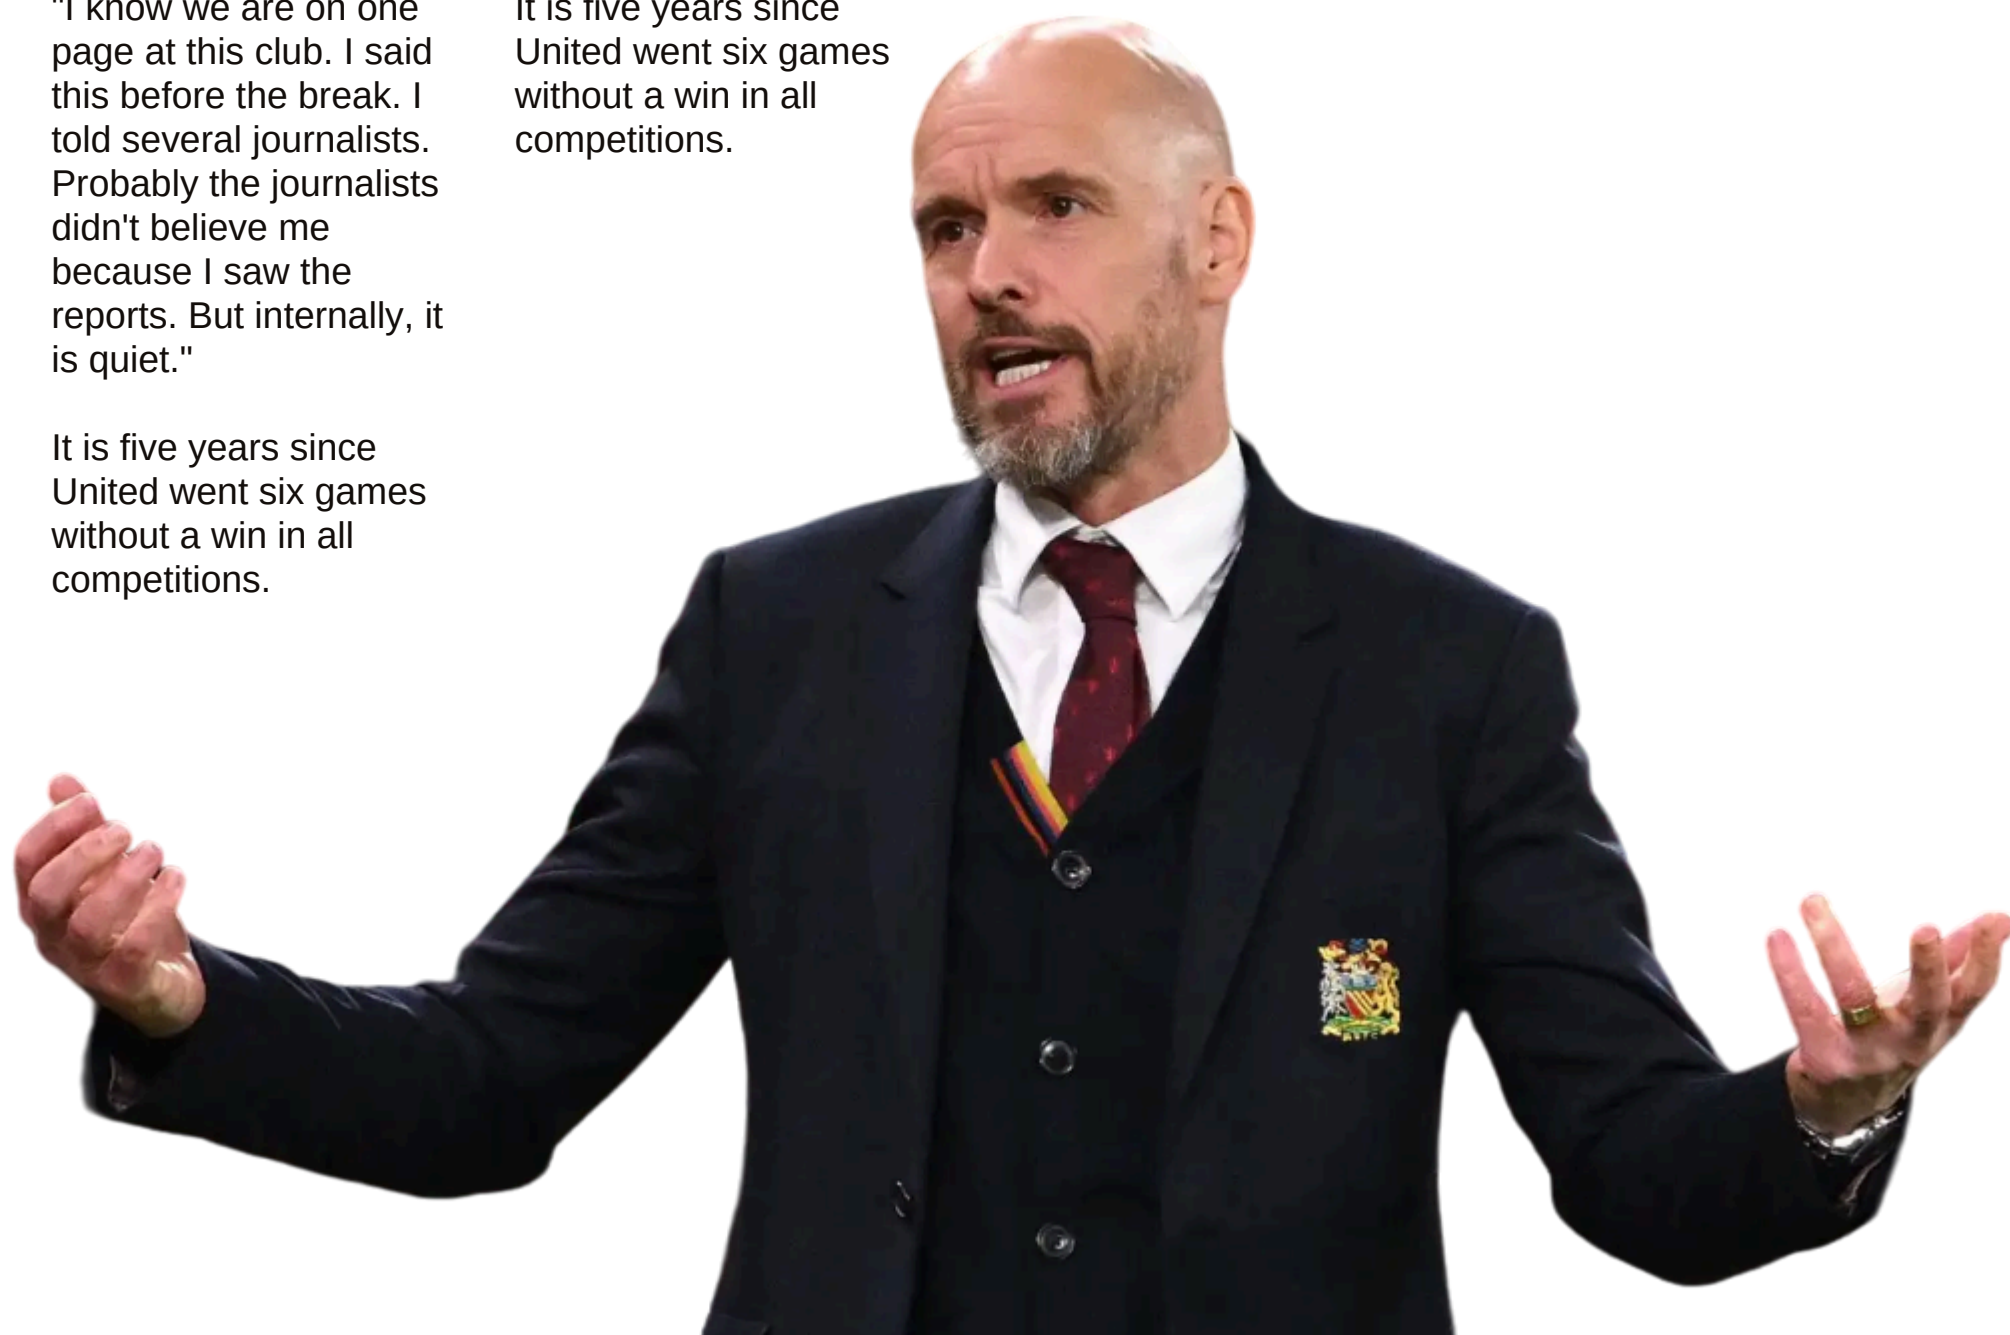 "I know we are on one
page at this club. I said
this before the break. I
told several journalists.
Probably the journalists
didn't believe me
because I saw the
reports. But internally, it
is quiet."
It is five years since
United went six games
without a win in all
competitions.
It is five years since
United went six games
without a win in all
competitions.